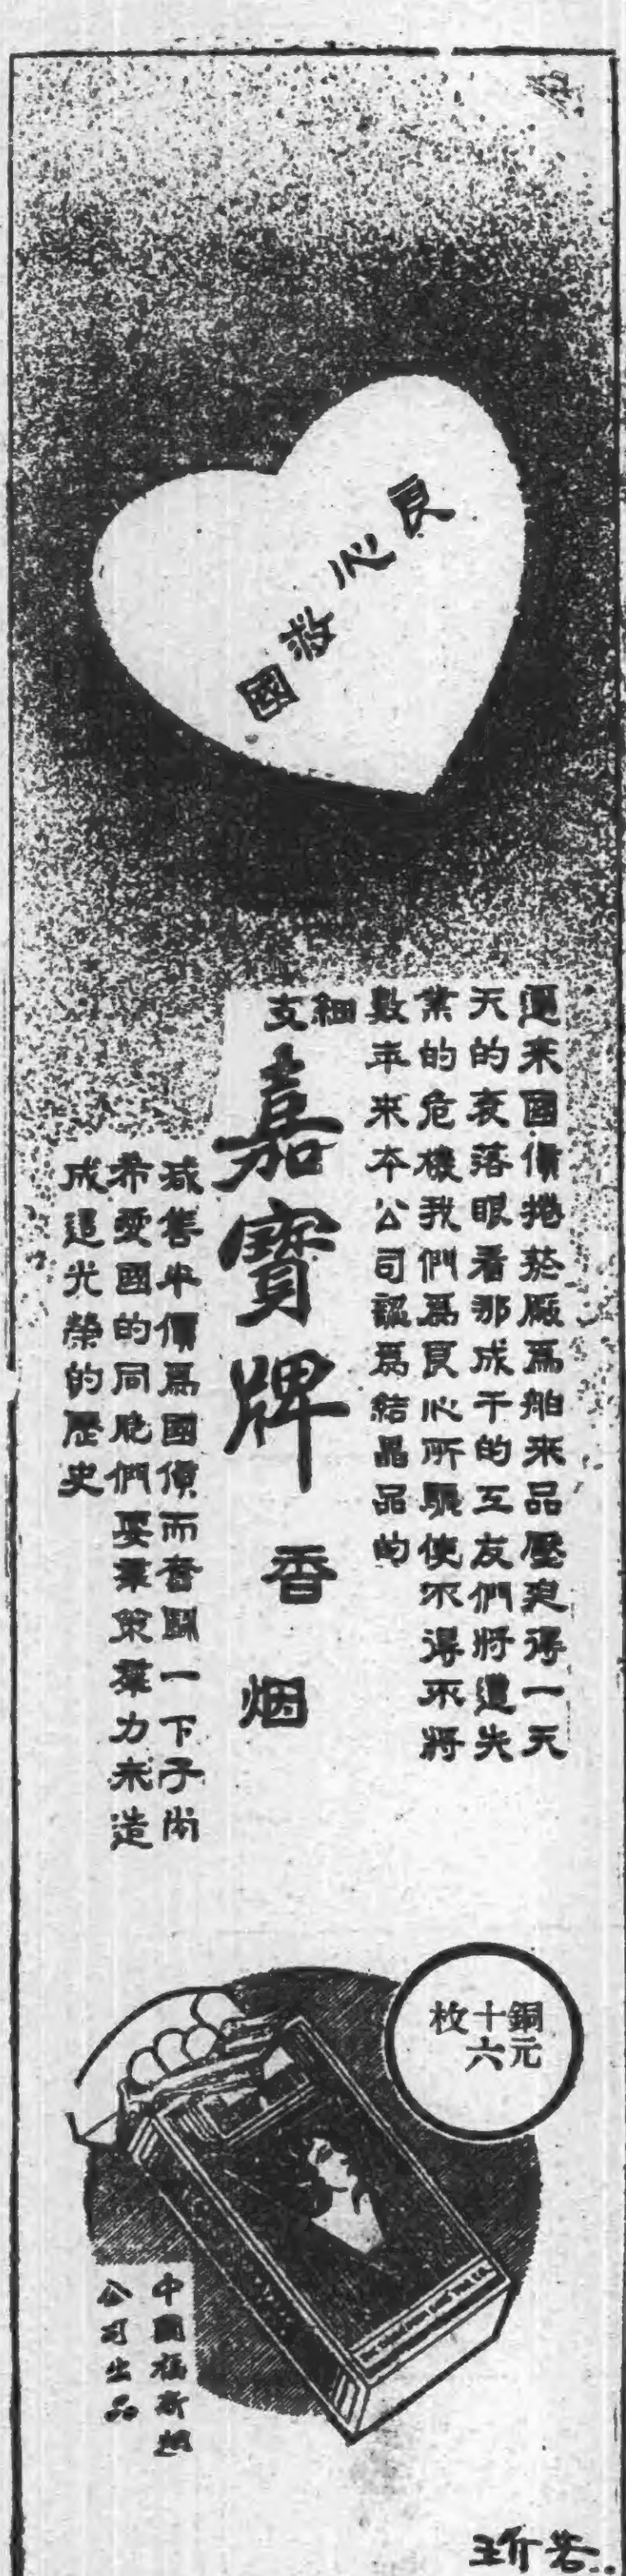 良心救國
邇來國貨捲菸厰爲舶來品壓迫得一天
天的衰落眼看那成千的工友們將遭失
業的危機我們爲良心所驅使不得不將
數年來本公司認爲結晶品的
細支
嘉寶牌
香烟
减售半價爲國貨而奮鬬一下子尚
希愛國的同胞們要羣策羣力來造
成這光榮的歷史
銅元
十六
枚
中國福新烟
公司出品